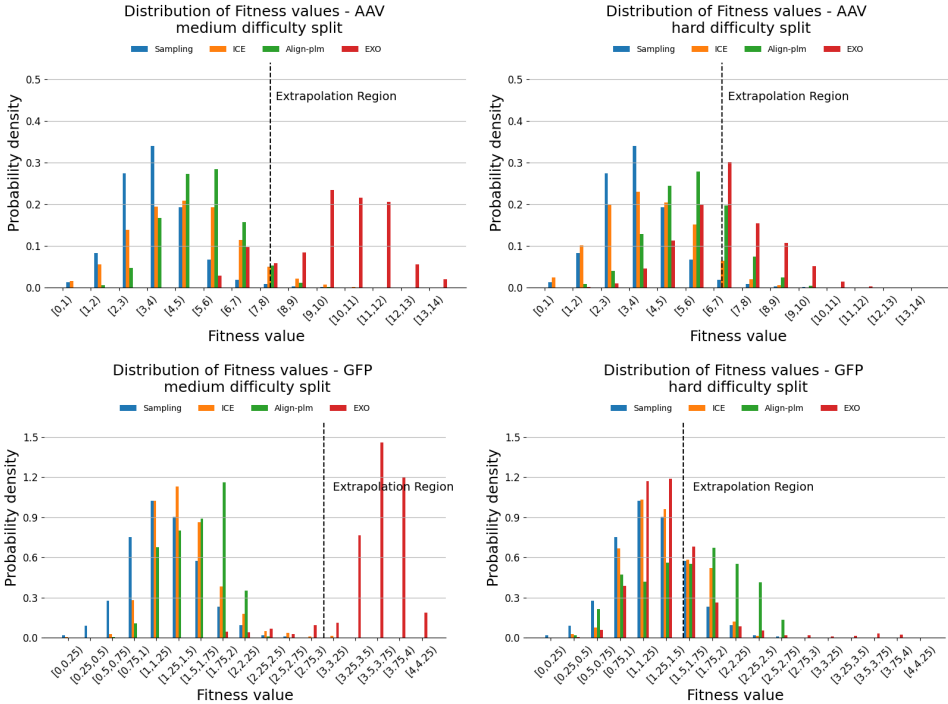 Distribution of Fitness values - AAV
medium difficulty split
Sampling ICE Align-plm EXO
Extrapolation Region
Probability density
0.5
0.4
0.3
0.2
0.1
0.0
[0,1) [1,2) [2,3) [3,4) [4,5) [5,6) [6,7) [7,8) [8,9) [9,10) [10,11) [11,12) [12,13) [13,14)
Fitness value
Distribution of Fitness values - AAV
hard difficulty split
Sampling ICE Align-plm EXO
Extrapolation Region
Probability density
0.5
0.4
0.3
0.2
0.1
0.0
[0,1) [1,2) [2,3) [3,4) [4,5) [5,6) [6,7) [7,8) [8,9) [9,10) [10,11) [11,12) [12,13) [13,14)
Fitness value
Distribution of Fitness values - GFP
medium difficulty split
Sampling ICE Align-plm EXO
Extrapolation Region
Probability density
1.5
1.2
0.9
0.6
0.3
0.0
[0,0.25) [0.25,0.5) [0.5,0.75) [0.75,1) [1,1.25) [1.25,1.5) [1.5,1.75) [1.75,2) [2,2.25) [2.25,2.5) [2.5,2.75) [2.75,3) [3,3.25) [3.25,3.5) [3.5,3.75) [3.75,4) [4,4.25)
Fitness value
Distribution of Fitness values - GFP
hard difficulty split
Sampling ICE Align-plm EXO
Extrapolation Region
Probability density
1.5
1.2
0.9
0.6
0.3
0.0
[0,0.25) [0.25,0.5) [0.5,0.75) [0.75,1) [1,1.25) [1.25,1.5) [1.5,1.75) [1.75,2) [2,2.25) [2.25,2.5) [2.5,2.75) [2.75,3) [3,3.25) [3.25,3.5) [3.5,3.75) [3.75,4) [4,4.25)
Fitness value